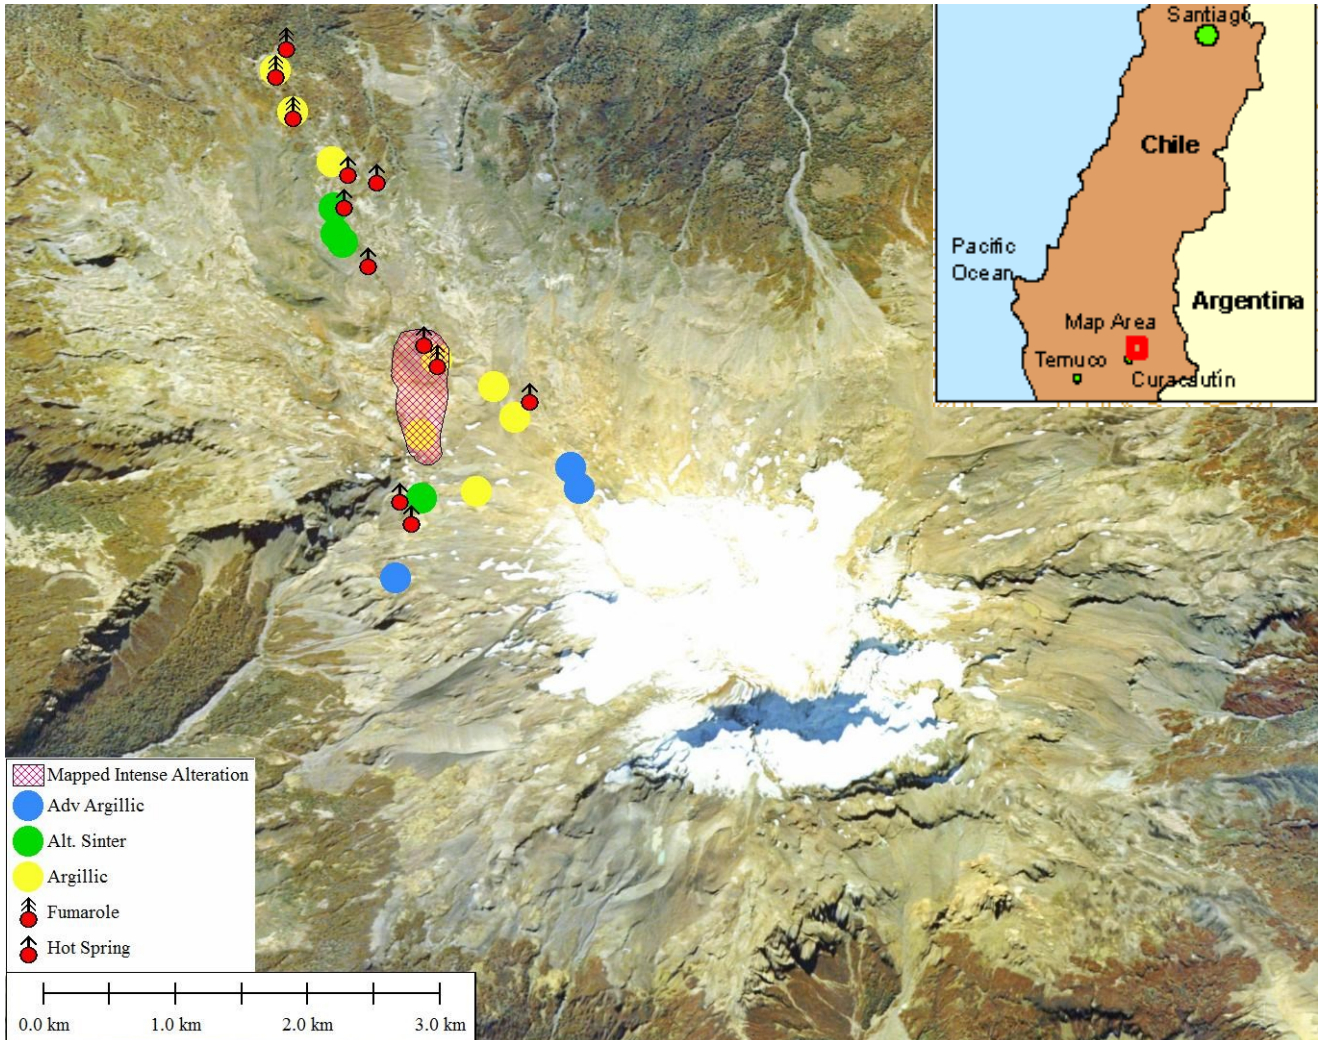 Santiago
Chile
Pacific
Ocean
Argentina
Map Area
Temuco
Curacautín
Mapped Intense Alteration
Adv Argillic
Alt. Sinter
Argillic
Fumarole
Hot Spring
0.0 km 1.0 km 2.0 km 3.0 km